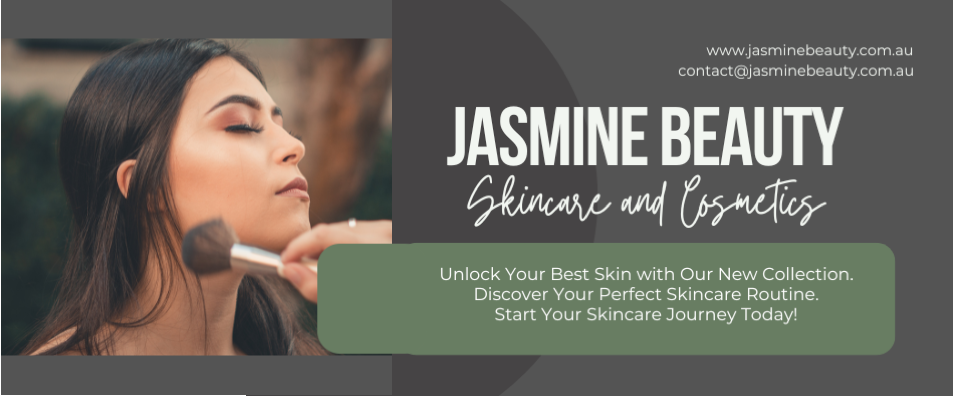 www.jasminebeauty.com.au
contact@jasminebeauty.com.au
JASMINE BEAUTY
Skincare and Cosmetics
Unlock Your Best Skin with Our New Collection.
Discover Your Perfect Skincare Routine.
Start Your Skincare Journey Today!